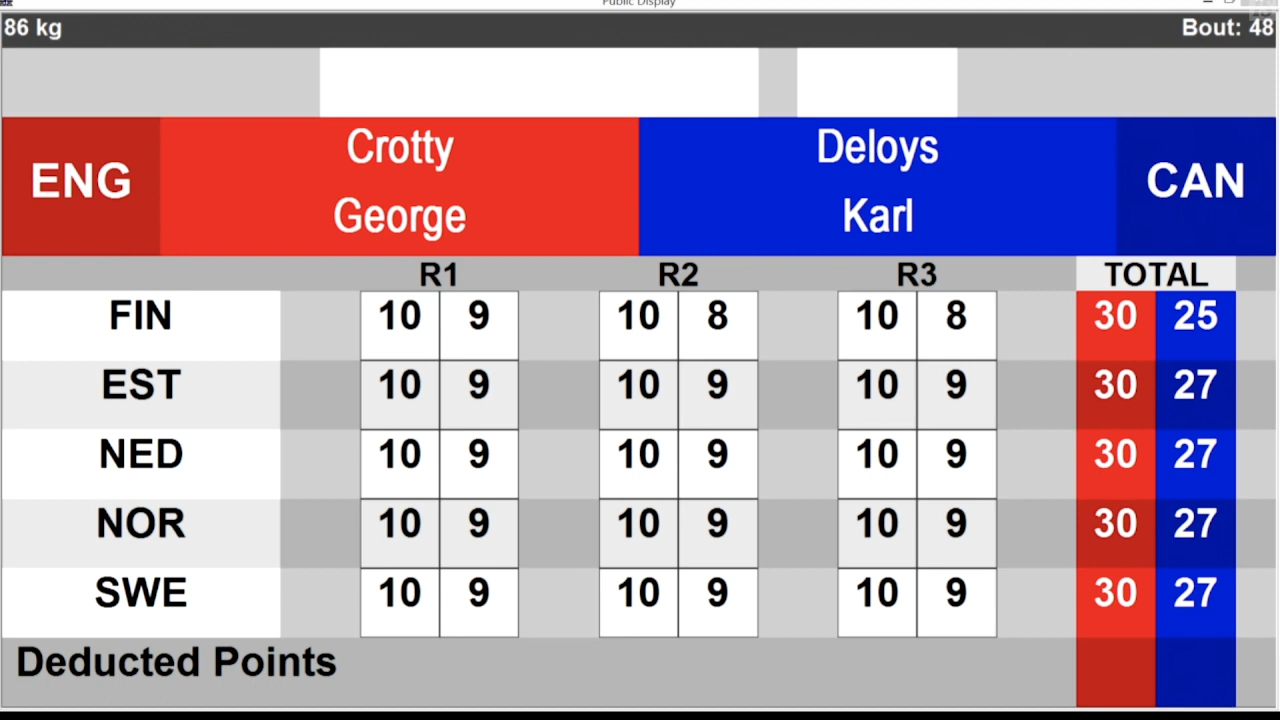 Public Display
86 kg Bout: 48
ENG Crotty George Deloys Karl CAN
R1 R2 R3 TOTAL
FIN 10 9 10 8 10 8 30 25
EST 10 9 10 9 10 9 30 27
NED 10 9 10 9 10 9 30 27
NOR 10 9 10 9 10 9 30 27
SWE 10 9 10 9 10 9 30 27
Deducted Points